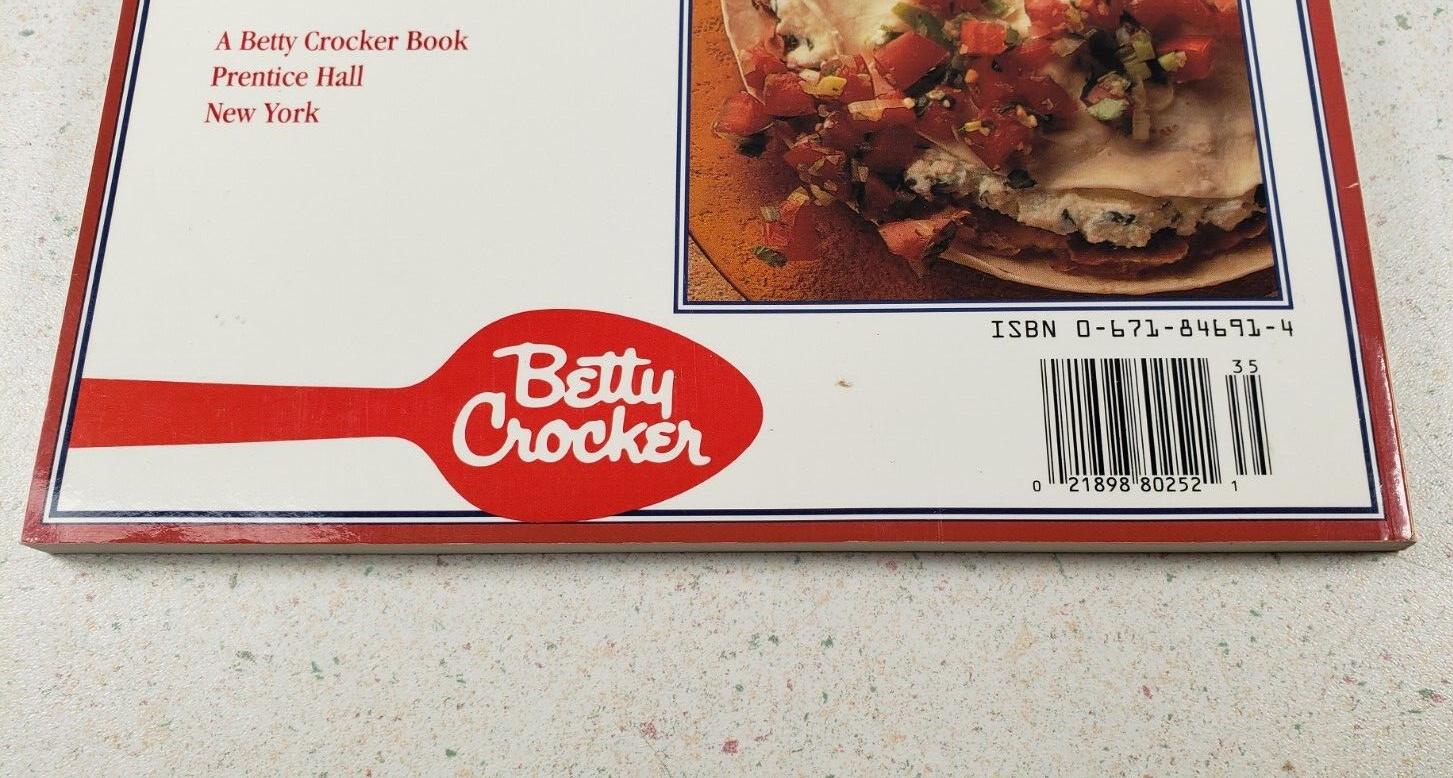 A Betty Crocker Book
Prentice Hall
New York
ISBN 0-671-84691-4
Betty
Crocker
35
0 21898 80252 1